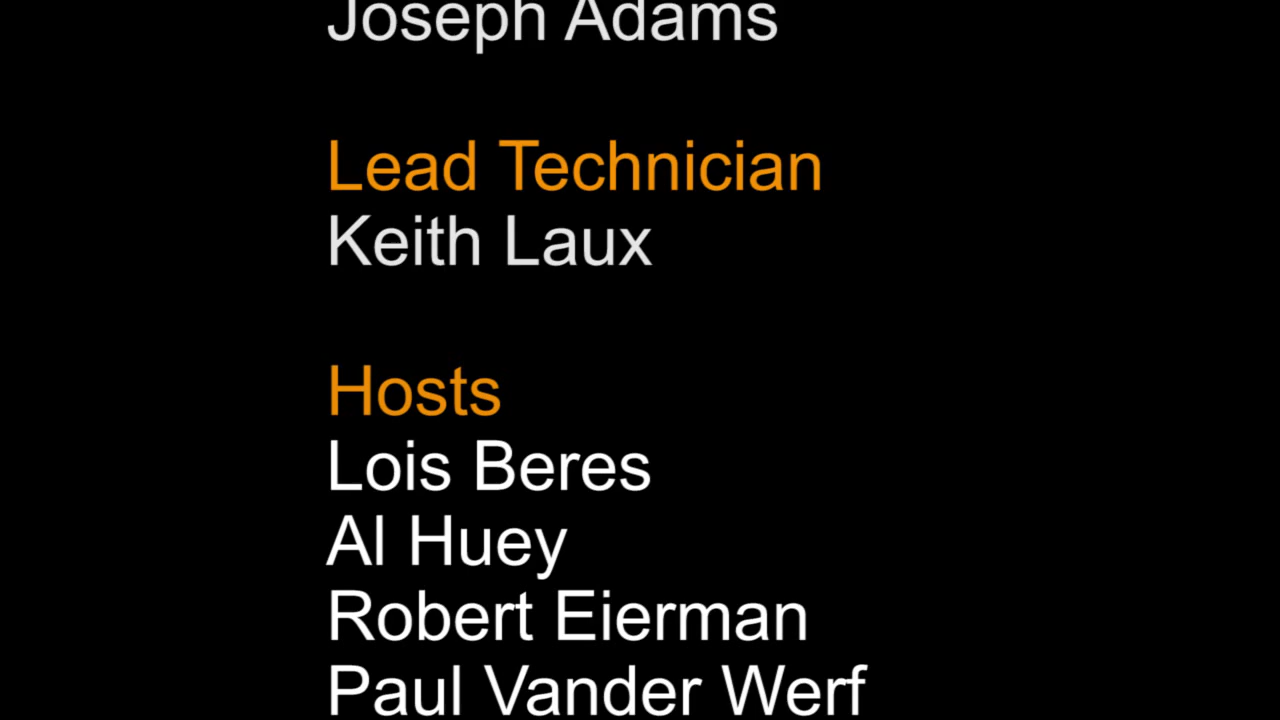 Joseph Adams
Lead Technician
Keith Laux
Hosts
Lois Beres
Al Huey
Robert Eierman
Paul Vander Werf